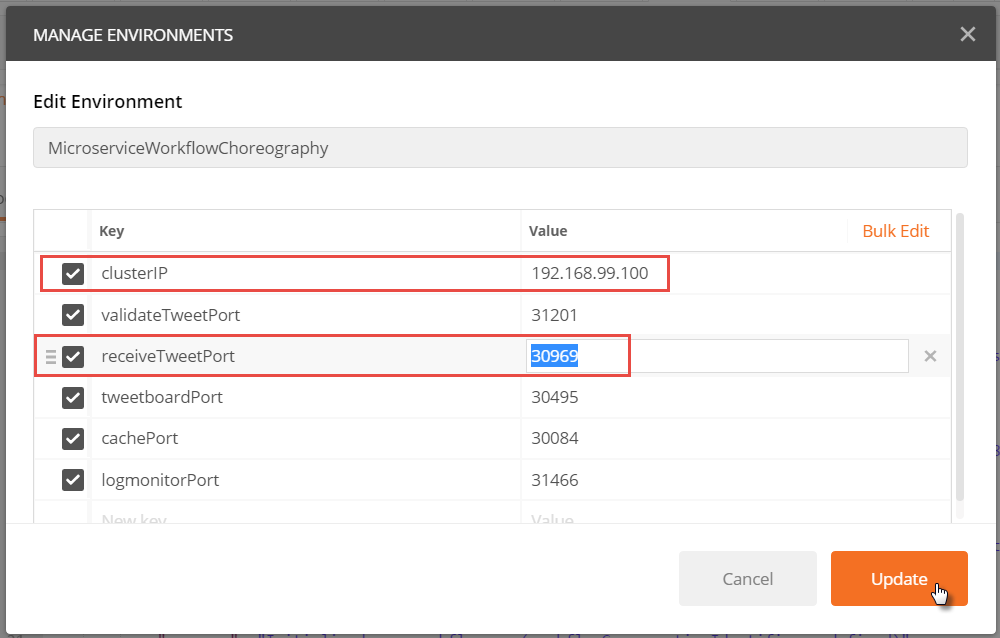 MANAGE ENVIRONMENTS
Edit Environment
MicroserviceWorkflowChoreography
Key Value Bulk Edit
clusterIP 192.168.99.100
validateTweetPort 31201
receiveTweetPort 30969
tweetboardPort 30495
cachePort 30084
logmonitorPort 31466
New key Value
Cancel Update